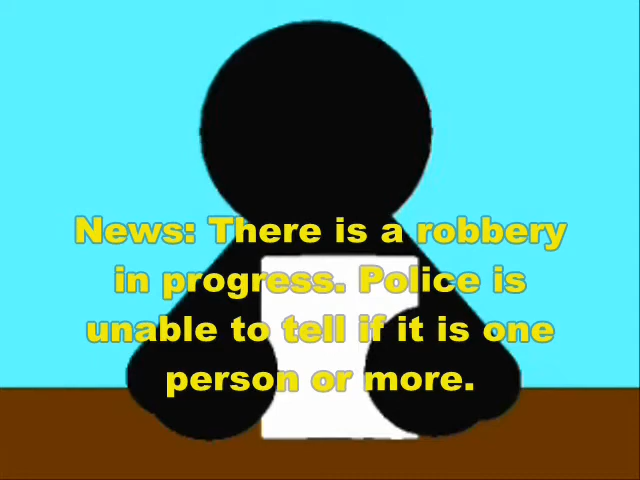 News: There is a robbery
in progress. Police is
unable to tell if it is one
person or more.